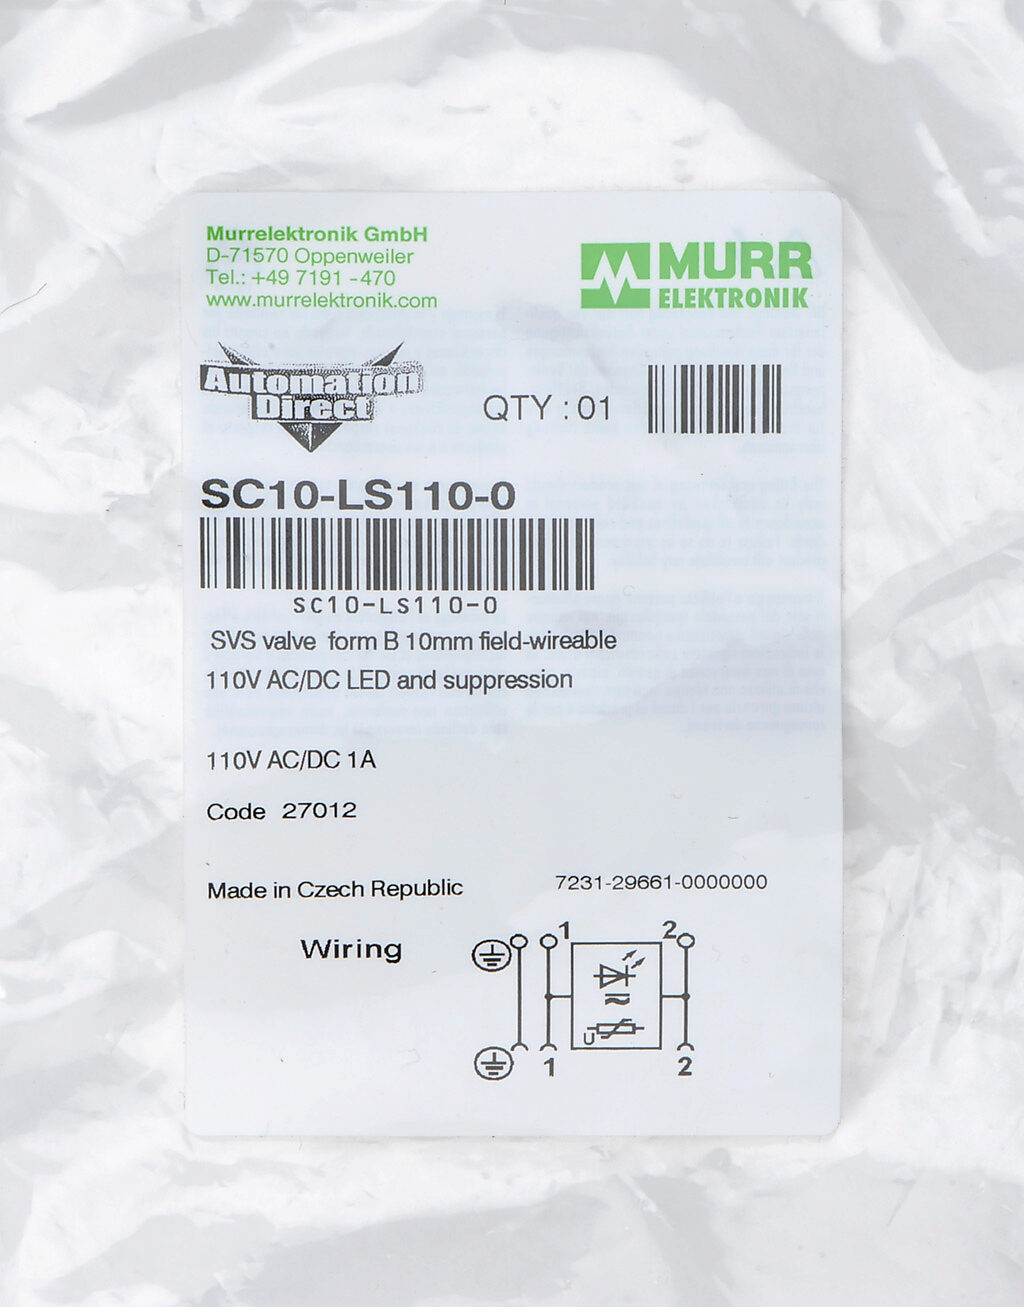 Murrelektronik GmbH
D-71570 Oppenweiler
Tel.: +49 7191 -470
www.murrelektronik.com
MURR
ELEKTRONIK
Automation
Direct
QTY : 01
SC10-LS110-0
SC10-LS110-0
SVS valve form B 10mm field-wireable
110V AC/DC LED and suppression
110V AC/DC 1A
Code 27012
Made in Czech Republic
7231-29661-0000000
Wiring
1 2
U
1 2